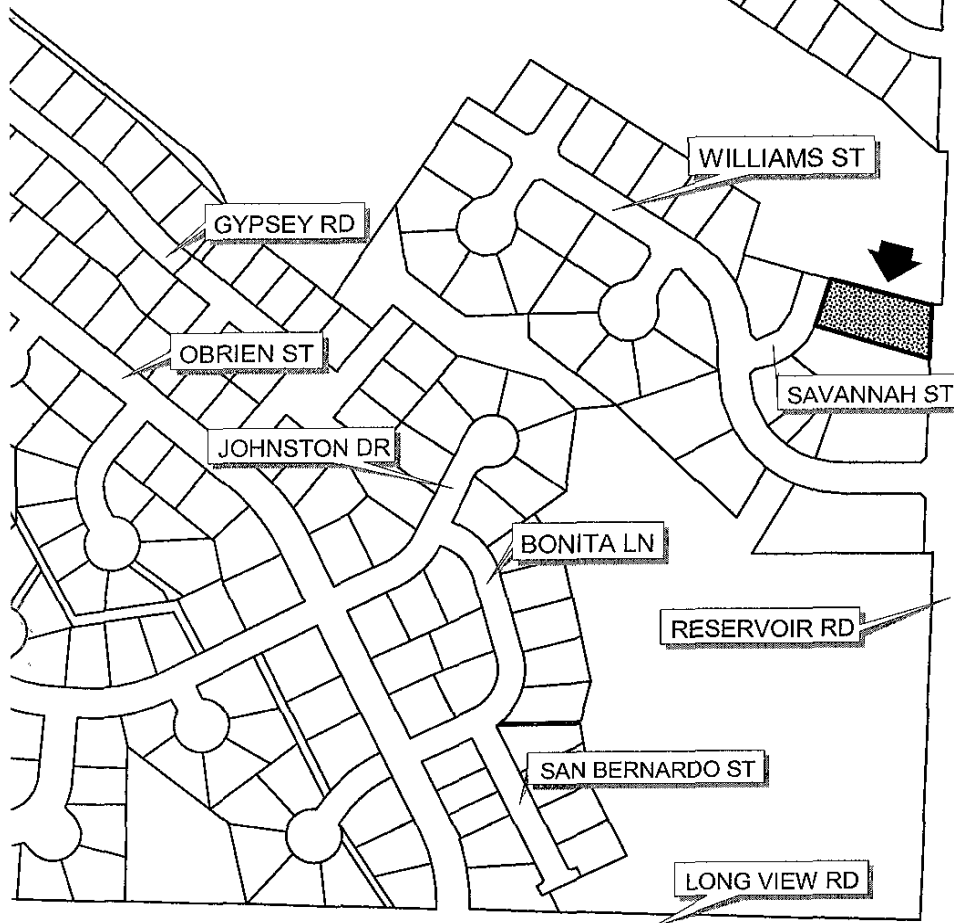 WILLIAMS ST
GYPSEY RD
OBRIEN ST
SAVANNAH ST
JOHNSTON DR
BONITA LN
RESERVOIR RD
SAN BERNARDO ST
LONG VIEW RD